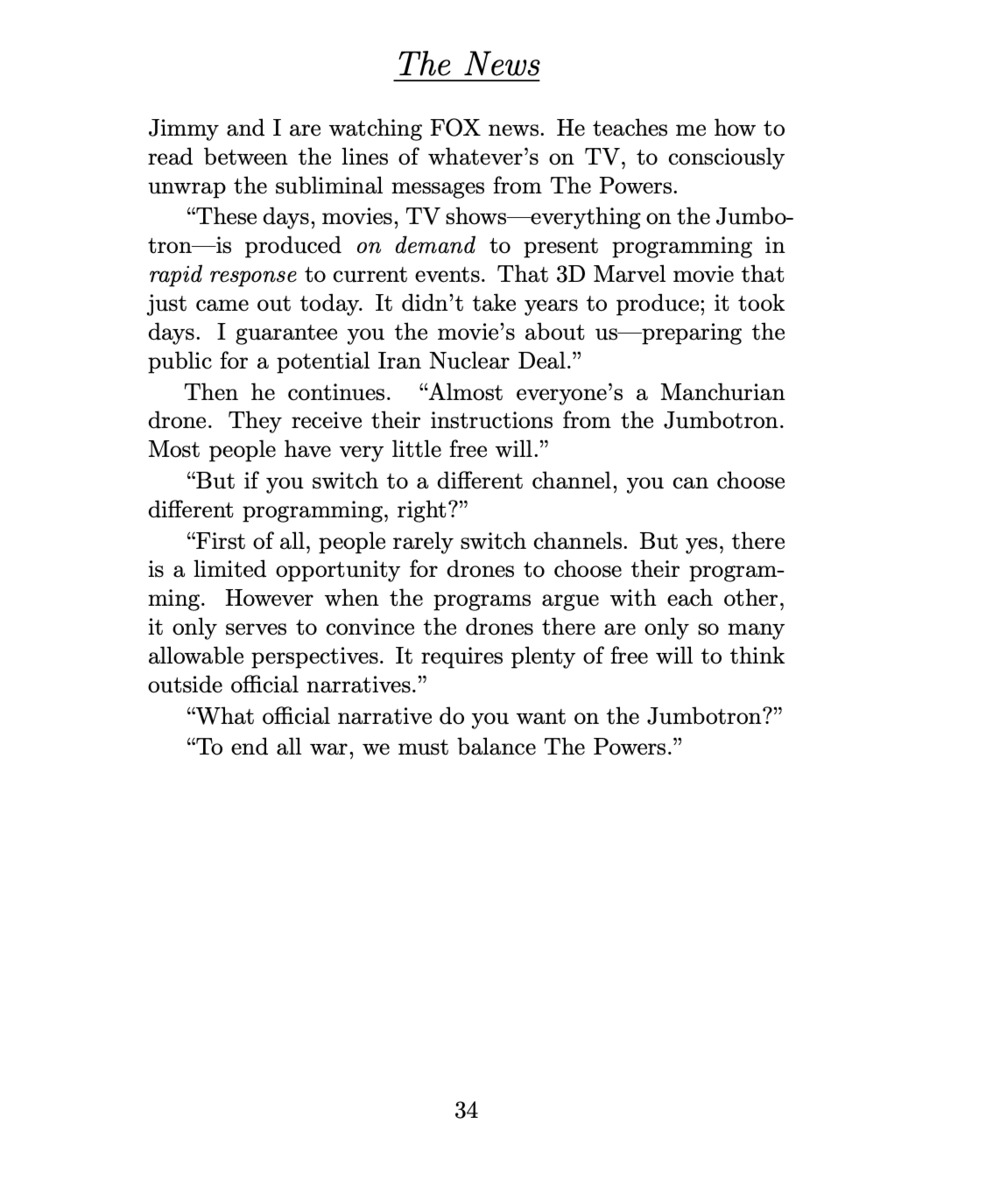 The News
Jimmy and I are watching FOX news. He teaches me how to
read between the lines of whatever’s on TV, to consciously
unwrap the subliminal messages from The Powers.
“These days, movies, TV shows—everything on the Jumbo-
tron—is produced on demand to present programming in
rapid response to current events. That 3D Marvel movie that
just came out today. It didn’t take years to produce; it took
days. I guarantee you the movie’s about us—preparing the
public for a potential Iran Nuclear Deal.”
Then he continues. “Almost everyone’s a Manchurian
drone. They receive their instructions from the Jumbotron.
Most people have very little free will.”
“But if you switch to a different channel, you can choose
different programming, right?”
“First of all, people rarely switch channels. But yes, there
is a limited opportunity for drones to choose their program-
ming. However when the programs argue with each other,
it only serves to convince the drones there are only so many
allowable perspectives. It requires plenty of free will to think
outside official narratives.”
“What official narrative do you want on the Jumbotron?”
“To end all war, we must balance The Powers.”
34